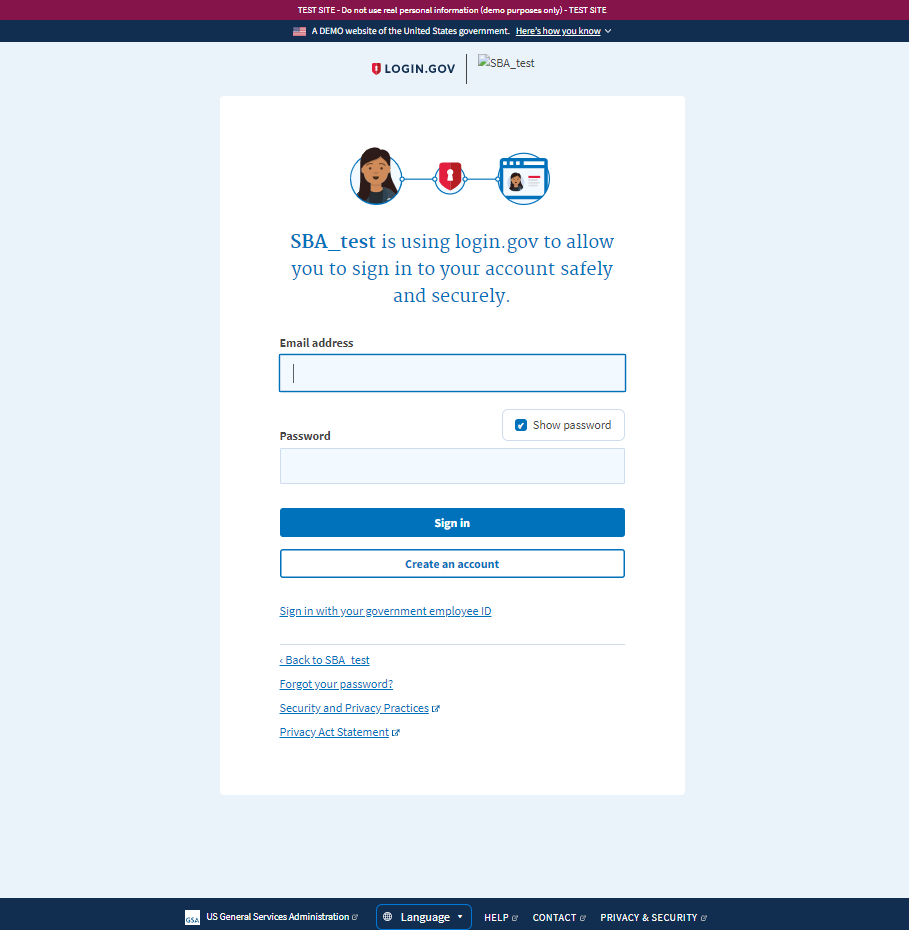 TEST SITE - Do not use real personal information (demo purposes only) - TEST SITE
A DEMO website of the United States government. Here's how you know
LOGIN.GOV
SBA_test
SBA_test is using login.gov to allow
you to sign in to your account safely
and securely.
Email address
Show password
Password
Sign in
Create an account
Sign in with your government employee ID
‹ Back to SBA_test
Forgot your password?
Security and Privacy Practices
Privacy Act Statement
GSA
US General Services Administration
Language
HELP
CONTACT
PRIVACY & SECURITY